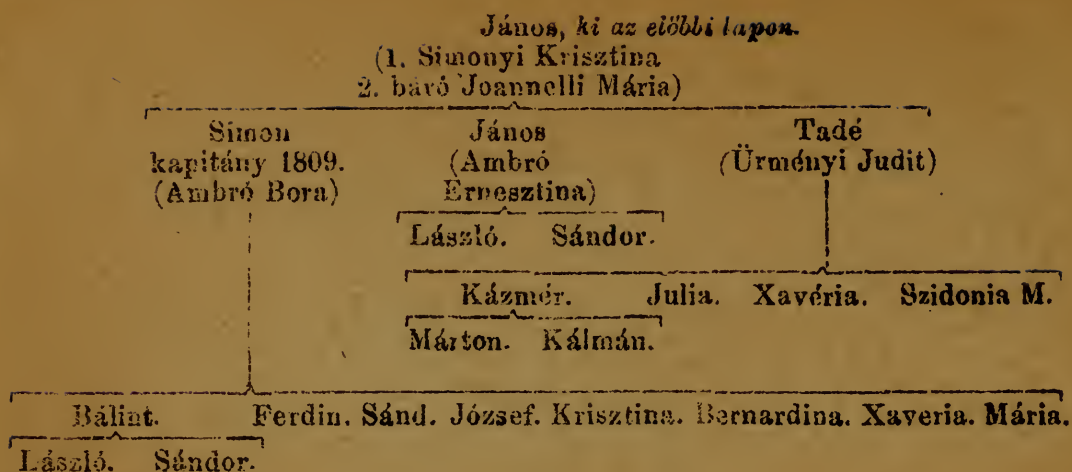 János, ki az előbbi lapon.
(1. Simonyi Krisztina
2. báró Joannelli Mária)
Simon János Tadé
kapitány 1809. (Ambró (Ürményi Judit)
(Ambró Bora) Ernesztina)
László. Sándor.
Kázmér. Julia. Xavéria. Szidonia M.
Márton. Kálmán.
Bálint. Ferdin. Sánd. József. Krisztina. Bernardina. Xaveria. Mária.
László. Sándor.